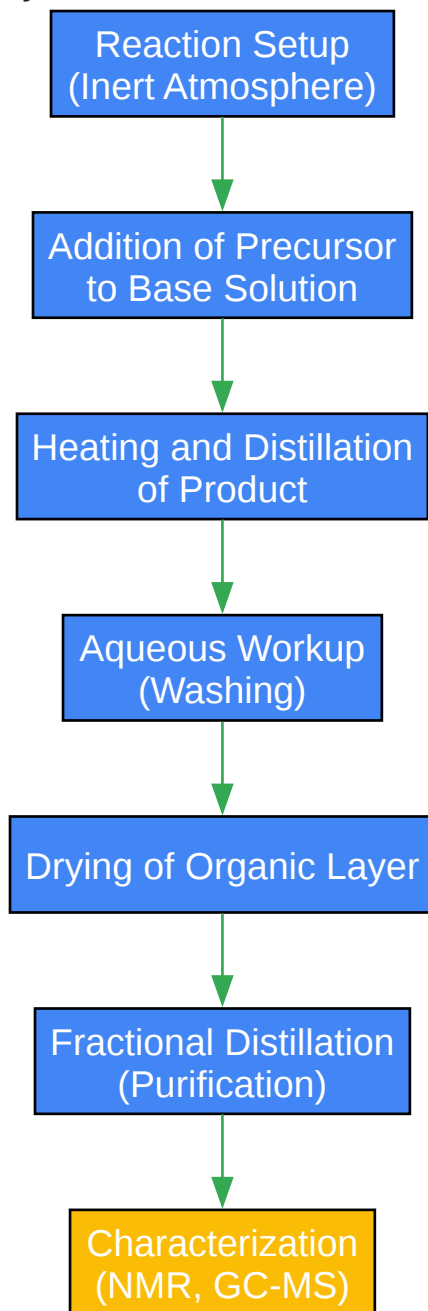 Reaction Setup
(Inert Atmosphere)
Addition of Precursor
to Base Solution
Heating and Distillation
of Product
Aqueous Workup
(Washing)
Drying of Organic Layer
Fractional Distillation
(Purification)
Characterization
(NMR, GC-MS)